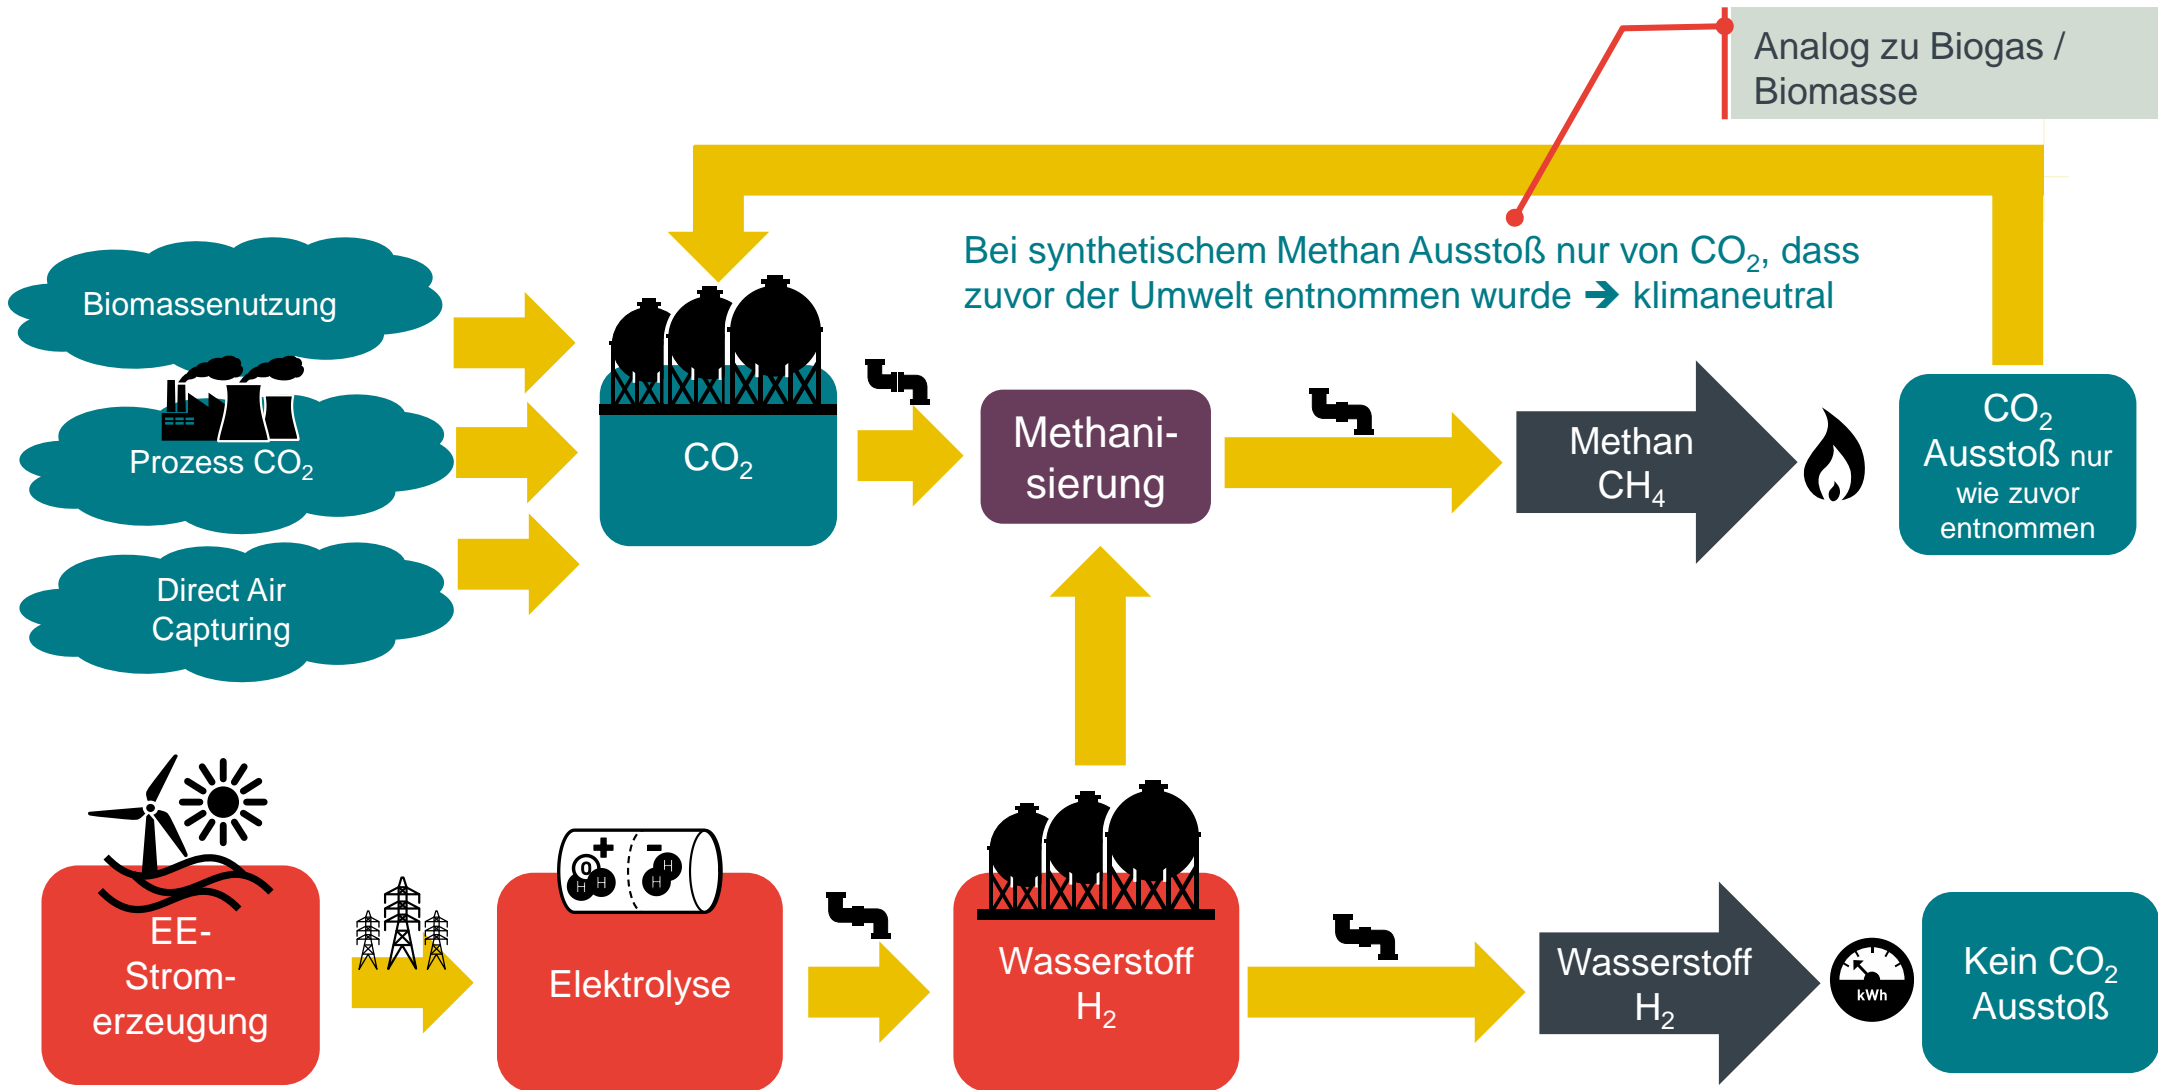 Analog zu Biogas /
Biomasse
Bei synthetischem Methan Ausstoß nur von CO₂, dass
zuvor der Umwelt entnommen wurde ➔ klimaneutral
Biomassenutzung
Prozess CO₂
Direct Air
Capturing
CO₂
Methani-
sierung
Methan
CH₄
CO₂
Ausstoß nur
wie zuvor
entnommen
EE-
Strom-
erzeugung
+ -
O
H H
H
H
Elektrolyse
Wasserstoff
H₂
Wasserstoff
H₂
kWh
Kein CO₂
Ausstoß